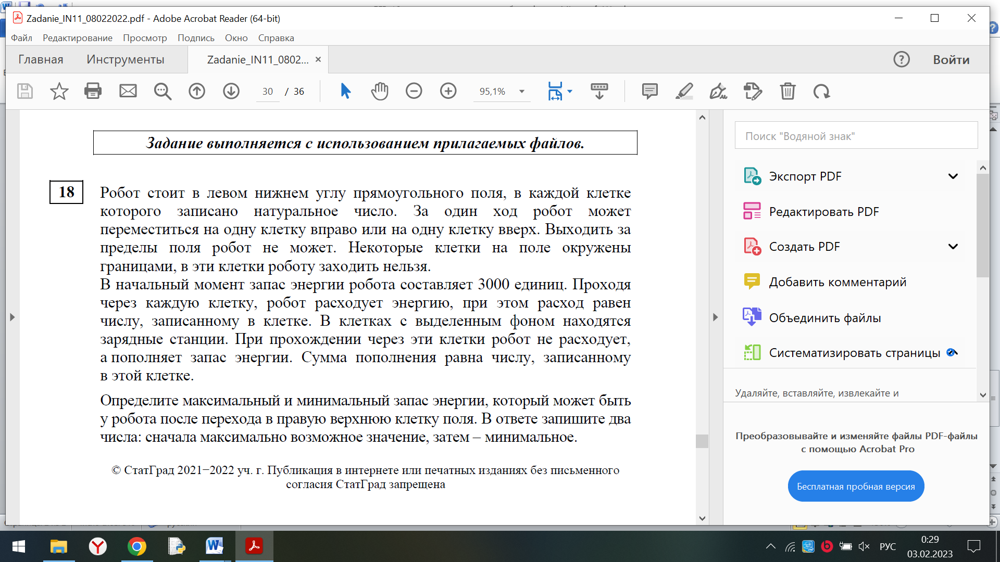 Zadanie_IN11_08022022.pdf - Adobe Acrobat Reader (64-bit)
Файл Редактирование Просмотр Подпись Окно Справка
Главная Инструменты Zadanie_IN11_0802... × Войти
30 / 36 95,1%
Задание выполняется с использованием прилагаемых файлов.
18
Робот стоит в левом нижнем углу прямоугольного поля, в каждой клетке
которого записано натуральное число. За один ход робот может
переместиться на одну клетку вправо или на одну клетку вверх. Выходить за
пределы поля робот не может. Некоторые клетки на поле окружены
границами, в эти клетки роботу заходить нельзя.
В начальный момент запас энергии робота составляет 3000 единиц. Проходя
через каждую клетку, робот расходует энергию, при этом расход равен
числу, записанному в клетке. В клетках с выделенным фоном находятся
зарядные станции. При прохождении через эти клетки робот не расходует,
а пополняет запас энергии. Сумма пополнения равна числу, записанному
в этой клетке.
Определите максимальный и минимальный запас энергии, который может быть
у робота после перехода в правую верхнюю клетку поля. В ответе запишите два
числа: сначала максимально возможное значение, затем – минимальное.
© СтатГрад 2021−2022 уч. г. Публикация в интернете или печатных изданиях без письменного
согласия СтатГрад запрещена
Поиск "Водяной знак"
Экспорт PDF
Редактировать PDF
Создать PDF
Добавить комментарий
Объединить файлы
Систематизировать страницы
Удаляйте, вставляйте, извлекайте и
Преобразовывайте и изменяйте файлы PDF-файлы
с помощью Acrobat Pro
Бесплатная пробная версия
РУС
0:29
03.02.2023